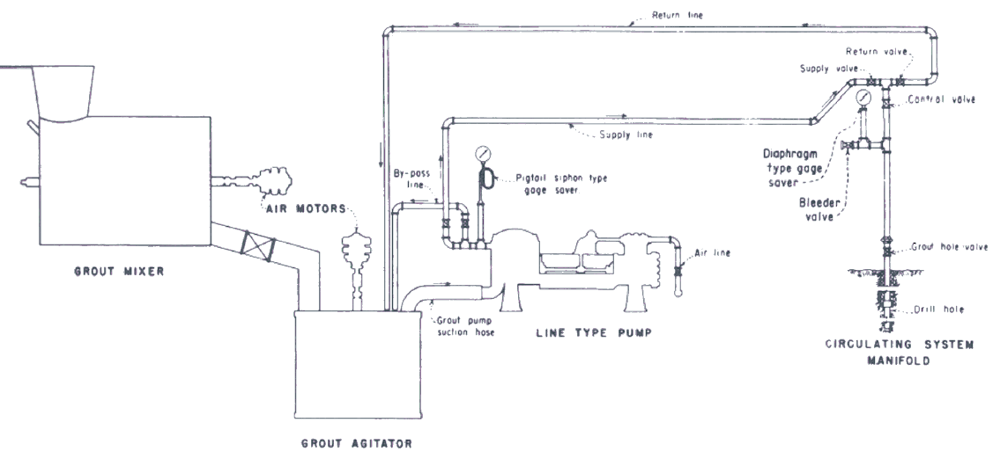 Return line
Return valve
Supply valve
Control valve
Supply line
Diaphragm
type gage
saver
By-pass
line
Pigtail siphon type
gage saver
Bleeder
valve
AIR MOTORS
Grout hole valve
Air line
GROUT MIXER
Drill hole
Grout pump
suction hose
LINE TYPE PUMP
CIRCULATING SYSTEM
MANIFOLD
GROUT AGITATOR